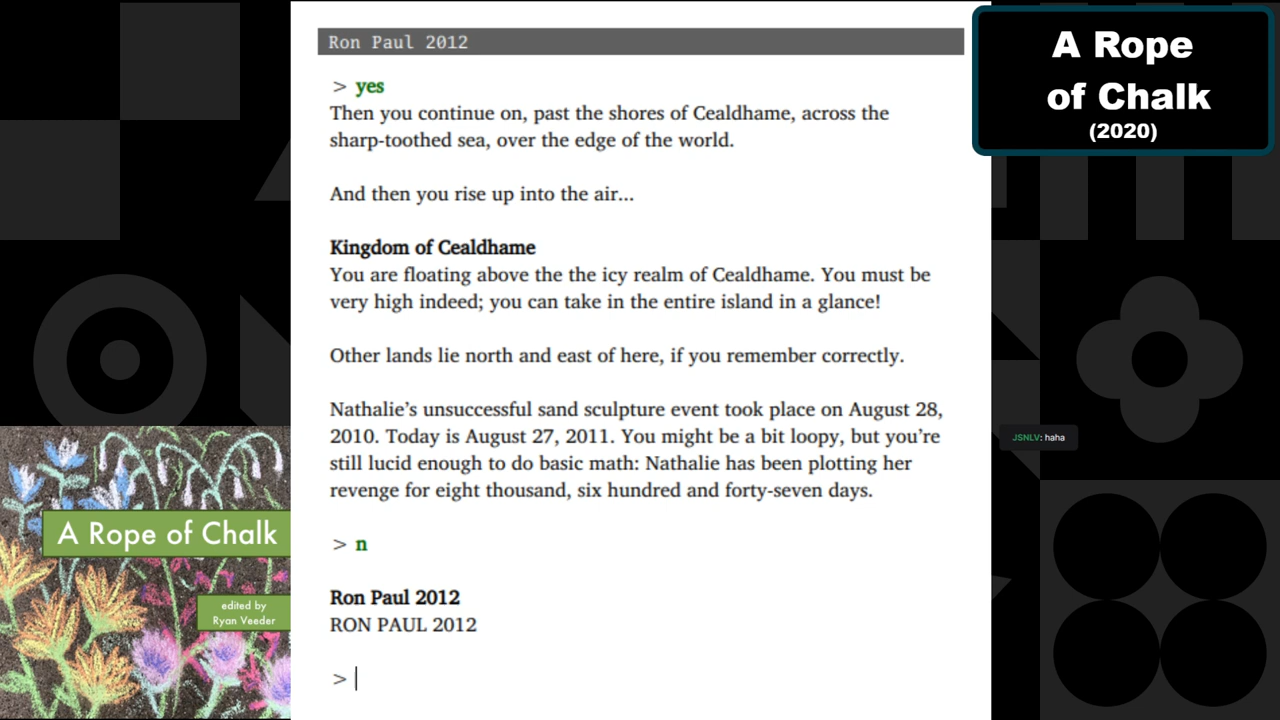 Ron Paul 2012
> yes
Then you continue on, past the shores of Cealdhame, across the
sharp-toothed sea, over the edge of the world.
And then you rise up into the air...
Kingdom of Cealdhame
You are floating above the the icy realm of Cealdhame. You must be
very high indeed; you can take in the entire island in a glance!
Other lands lie north and east of here, if you remember correctly.
Nathalie’s unsuccessful sand sculpture event took place on August 28,
2010. Today is August 27, 2011. You might be a bit loopy, but you’re
still lucid enough to do basic math: Nathalie has been plotting her
revenge for eight thousand, six hundred and forty-seven days.
> n
Ron Paul 2012
RON PAUL 2012
>
A Rope
of Chalk
(2020)
JSNLV: haha
A Rope of Chalk
edited by
Ryan Veeder